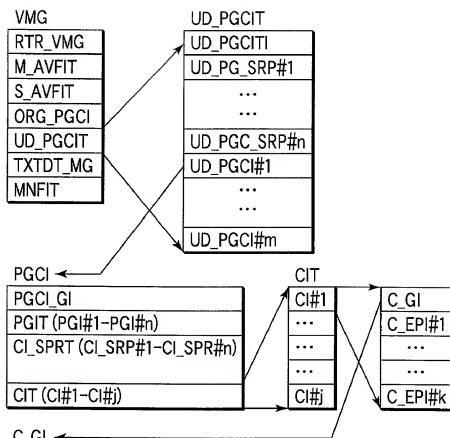 VMG
RTR_VMG
M_AVFIT
S_AVFIT
ORG_PGCI
UD_PGCIT
TXTDT_MG
MNFIT
UD_PGCIT
UD_PGCITI
UD_PG_SRP#1
...
...
UD_PGC_SRP#n
UD_PGCI#1
...
...
UD_PGCI#m
PGCI
PGCI_GI
PGIT (PGI#1-PGI#n)
CI_SPRT (CI_SRP#1-CI_SPR#n)
CIT (CI#1-CI#j)
CIT
CI#1
...
...
...
CI#j
C_GI
C_EPI#1
...
...
C_EPI#k
C_GI